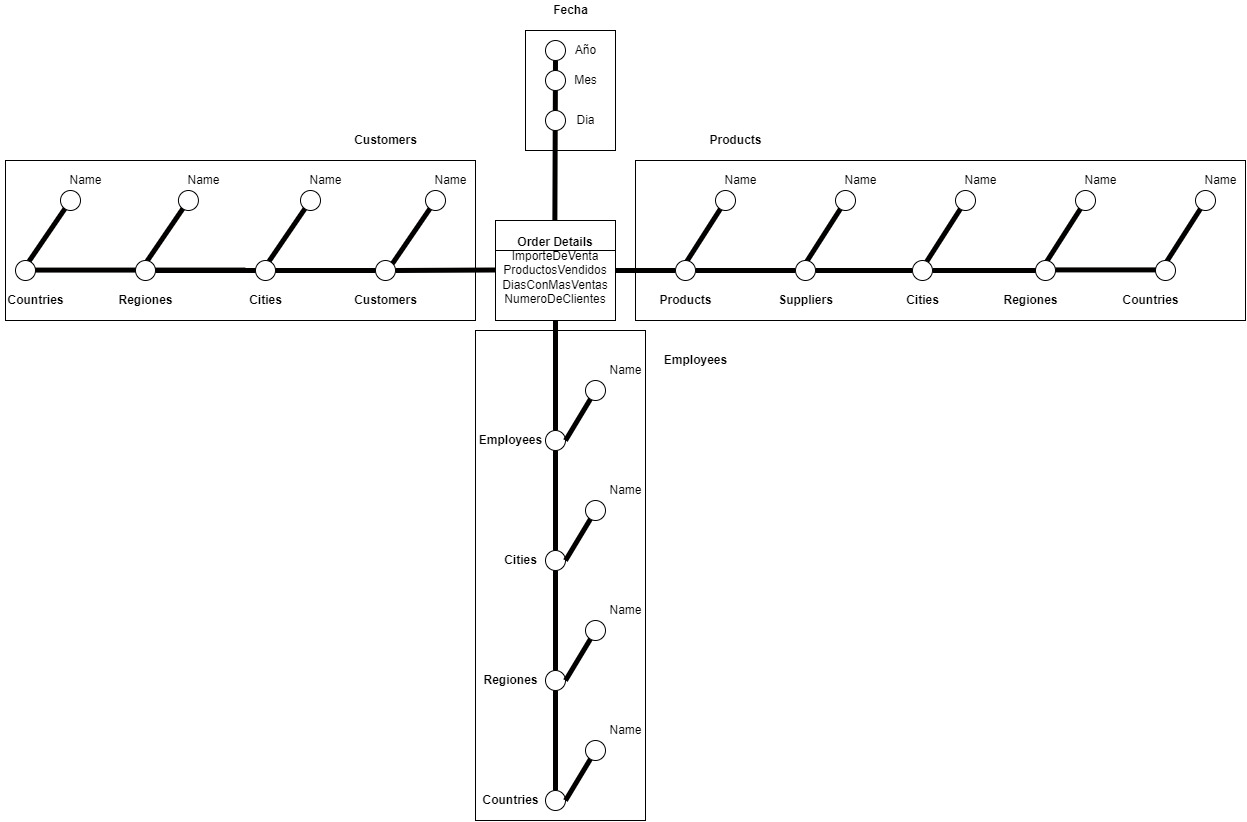 Fecha
Año
Mes
Dia
Customers
Products
Name
Name
Name
Name
Name
Name
Name
Name
Name
Order Details
ImporteDeVenta
ProductosVendidos
DiasConMasVentas
NumeroDeClientes
Countries
Regiones
Cities
Customers
Products
Suppliers
Cities
Regiones
Countries
Employees
Name
Employees
Name
Cities
Name
Regiones
Name
Countries